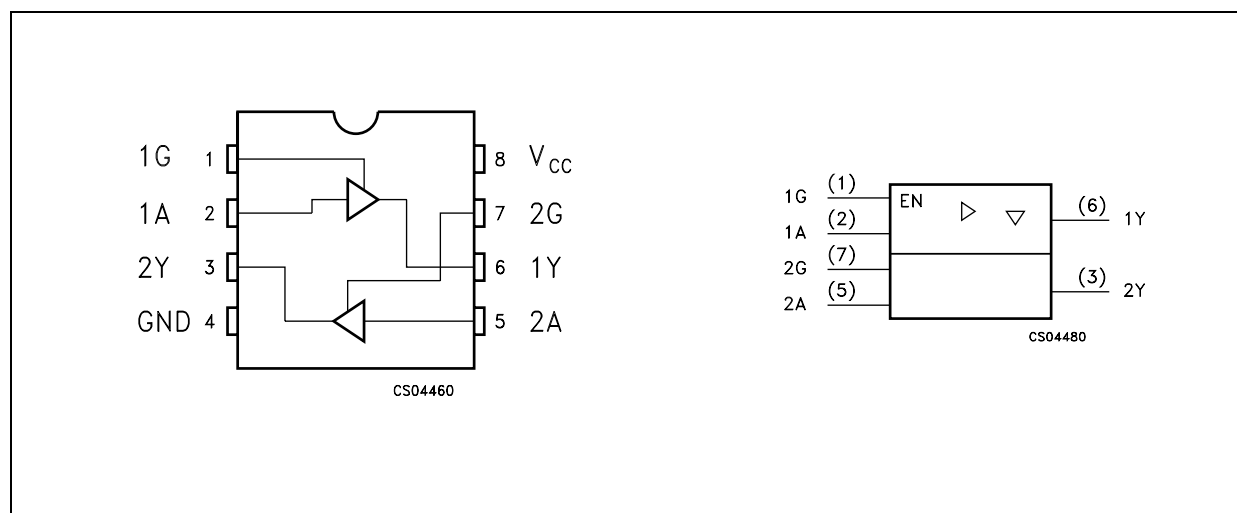 1G 1 8 VCC
1A 2 7 2G
2Y 3 6 1Y
GND 4 5 2A
CS04460
1G (1) EN
1A (2) (6) 1Y
2G (7)
2A (5) (3) 2Y
CS04480